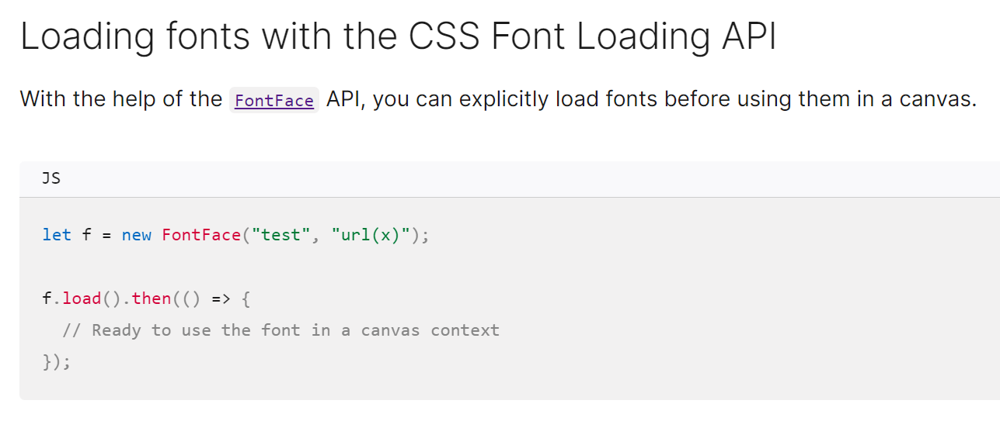 Loading fonts with the CSS Font Loading API
With the help of the FontFace API, you can explicitly load fonts before using them in a canvas.
JS
let f = new FontFace("test", "url(x)");
f.load().then(() => {
// Ready to use the font in a canvas context
});